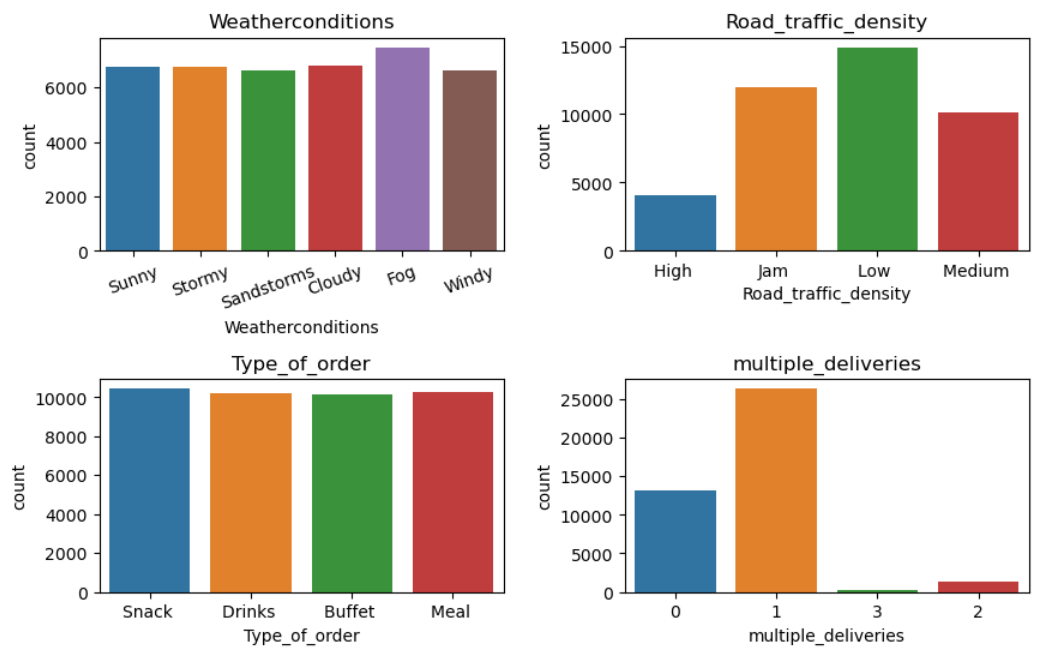 Weatherconditions
count
6000
4000
2000
0
Sunny Stormy Sandstorms Cloudy Fog Windy
Weatherconditions
Road_traffic_density
count
15000
10000
5000
0
High Jam Low Medium
Road_traffic_density
Type_of_order
count
10000
8000
6000
4000
2000
0
Snack Drinks Buffet Meal
Type_of_order
multiple_deliveries
count
25000
20000
15000
10000
5000
0
0 1 3 2
multiple_deliveries